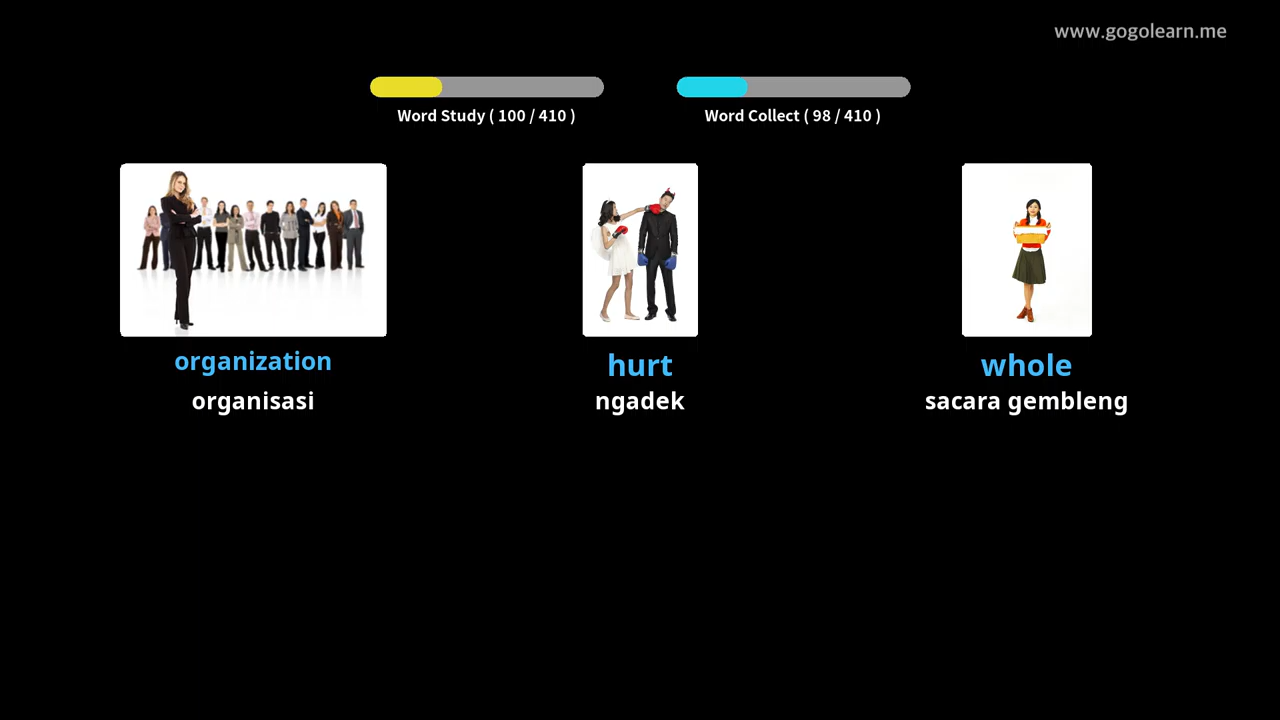 www.gogolearn.me
Word Study ( 100 / 410 )
Word Collect ( 98 / 410 )
organization
organisasi
hurt
ngadek
whole
sacara gembleng